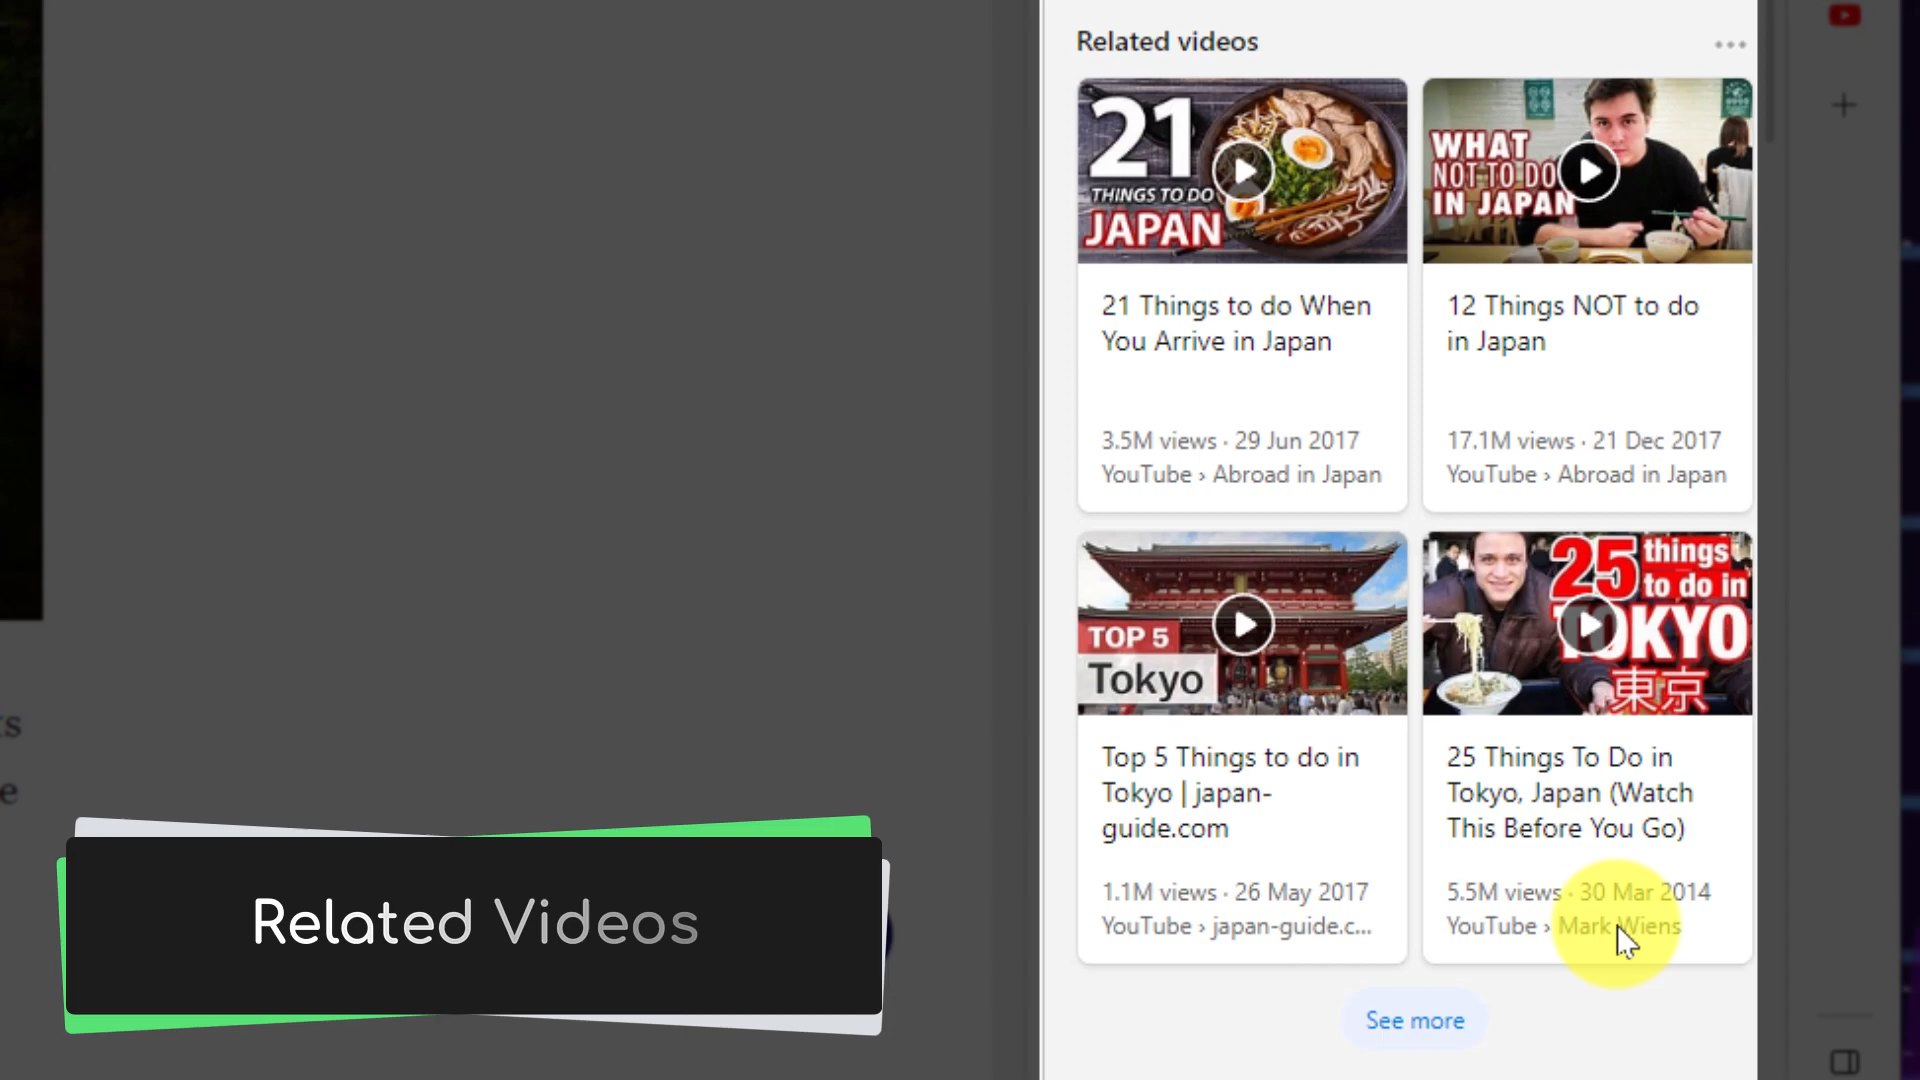 Related videos
21
THINGS TO DO
JAPAN
WHAT
NOT TO DO
IN JAPAN
21 Things to do When
You Arrive in Japan
12 Things NOT to do
in Japan
3.5M views · 29 Jun 2017
YouTube › Abroad in Japan
17.1M views · 21 Dec 2017
YouTube › Abroad in Japan
TOP 5
Tokyo
25 things
to do in
TOKYO
東京
Top 5 Things to do in
Tokyo | japan-
guide.com
25 Things To Do in
Tokyo, Japan (Watch
This Before You Go)
1.1M views · 26 May 2017
YouTube › japan-guide.c...
5.5M views · 30 Mar 2014
YouTube › Mark Wiens
See more
Related Videos